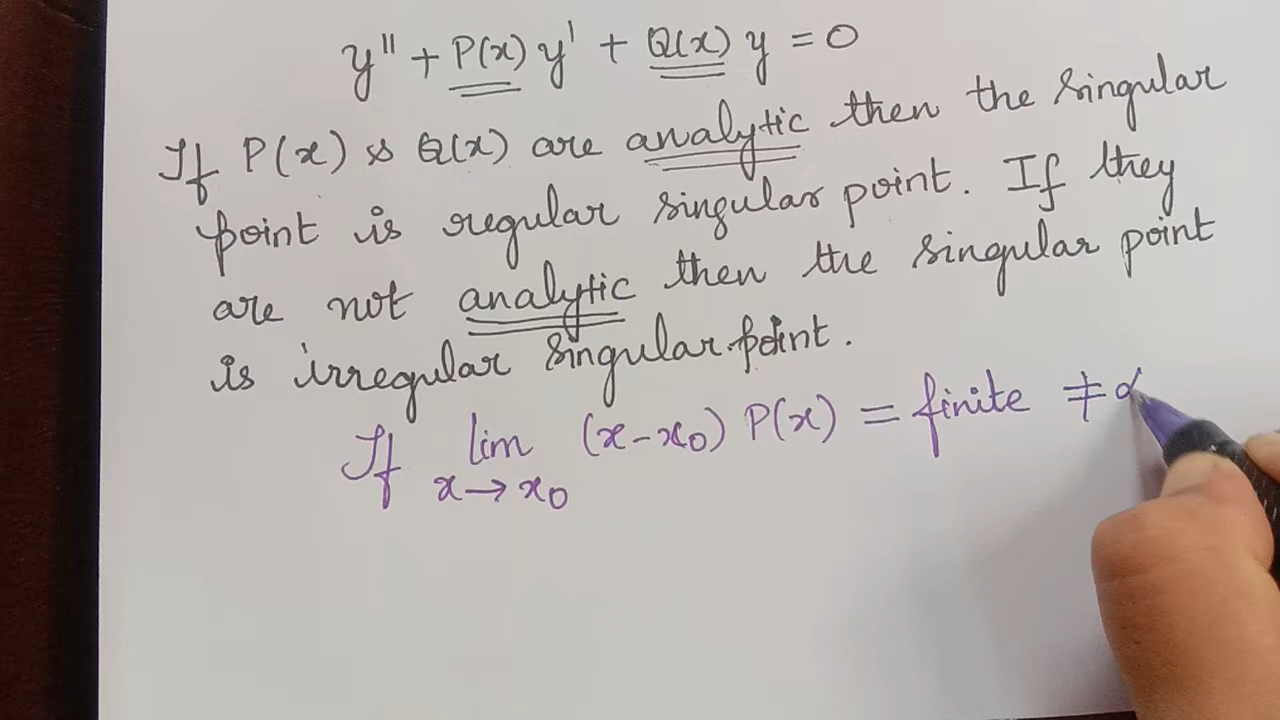 y'' + P(x) y' + Q(x) y = 0
If P(x) & Q(x) are analytic then the singular
point is regular singular point. If they
are not analytic then the singular point
is irregular singular point.
If lim (x-x₀) P(x) = finite ≠
x→x₀